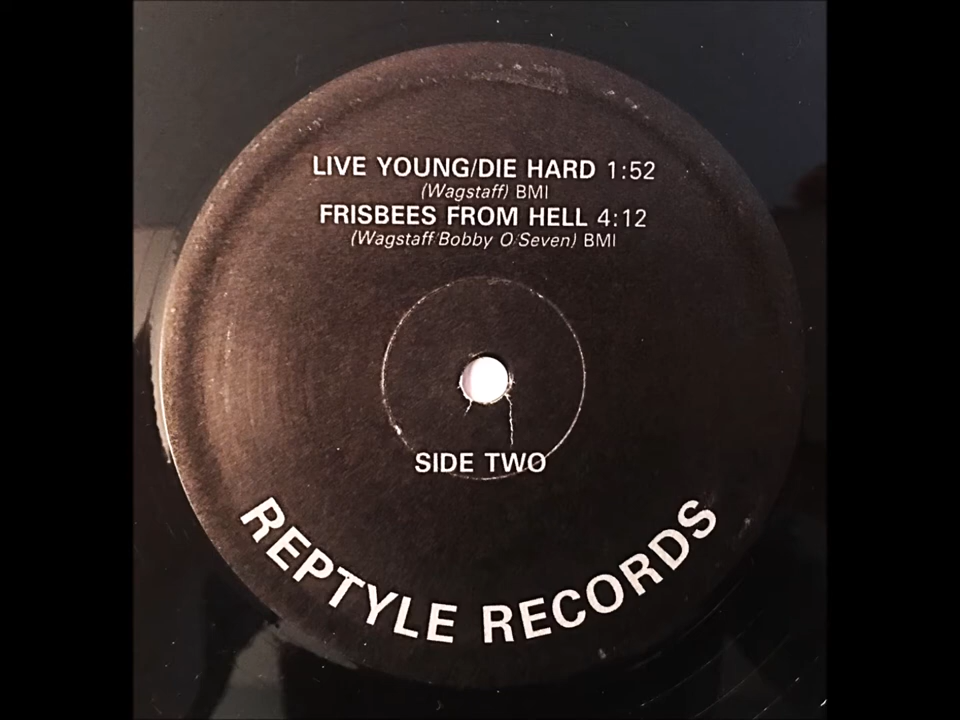 LIVE YOUNG/DIE HARD 1:52
(Wagstaff) BMI
FRISBEES FROM HELL 4:12
(Wagstaff/Bobby O'Seven) BMI
SIDE TWO
REPTYLE RECORDS